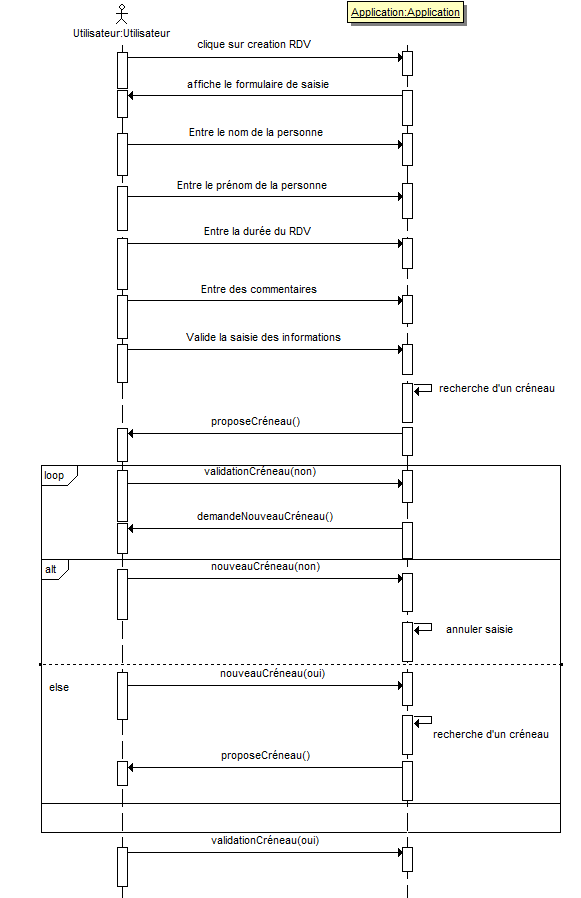 Utilisateur:Utilisateur
Application:Application
clique sur creation RDV
affiche le formulaire de saisie
Entre le nom de la personne
Entre le prénom de la personne
Entre la durée du RDV
Entre des commentaires
Valide la saisie des informations
recherche d'un créneau
proposeCréneau()
loop
validationCréneau(non)
demandeNouveauCréneau()
alt
nouveauCréneau(non)
annuler saisie
else
nouveauCréneau(oui)
recherche d'un créneau
proposeCréneau()
validationCréneau(oui)